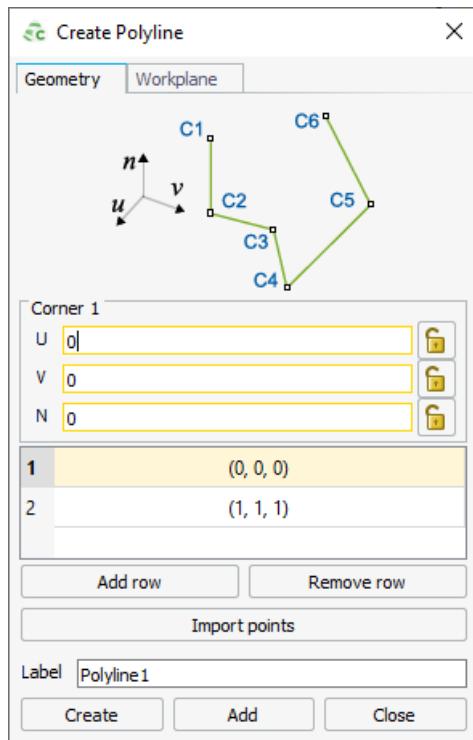 Create Polyline
Geometry Workplane
C1 C6
n
v
u C2 C5
C3
C4
Corner 1
U 0
V 0
N 0
1 (0, 0, 0)
2 (1, 1, 1)
Add row Remove row
Import points
Label Polyline1
Create Add Close